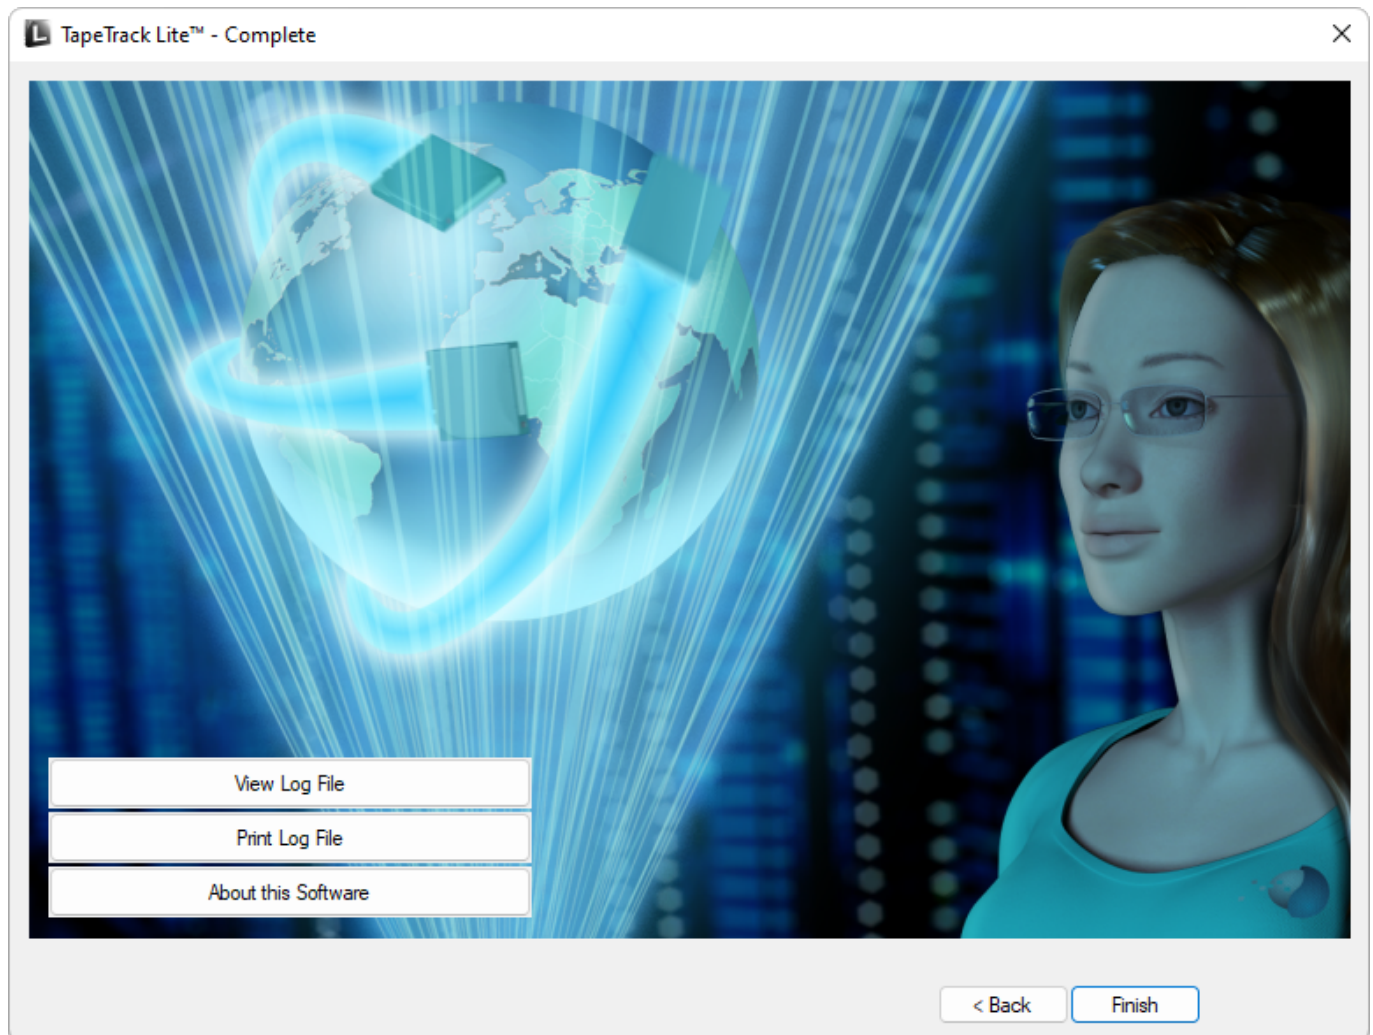 L TapeTrack Lite™ - Complete
View Log File
Print Log File
About this Software
< Back
Finish